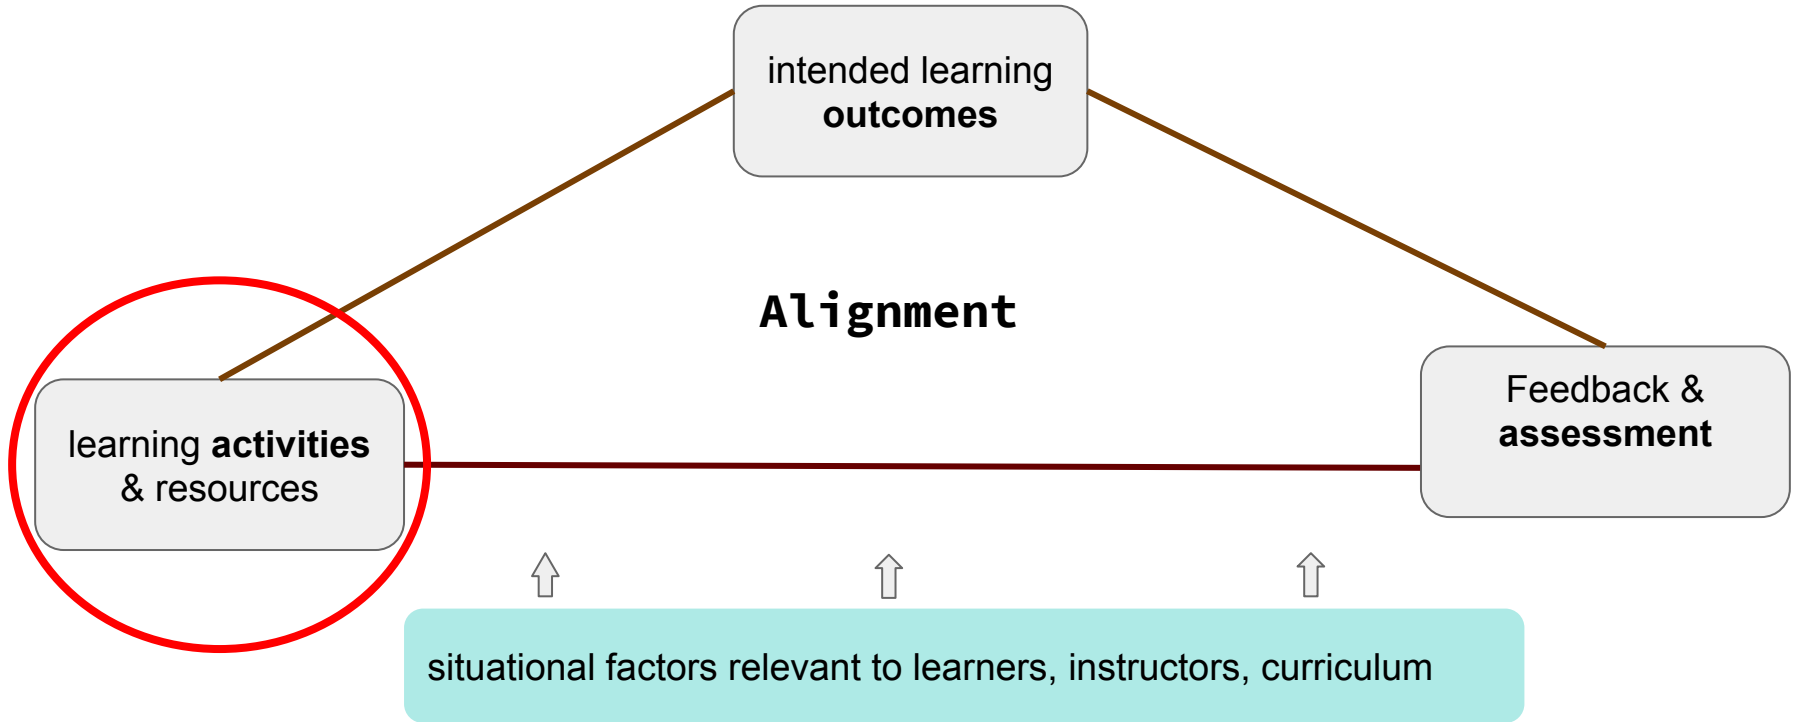 intended learning
outcomes
Alignment
learning activities
& resources
Feedback &
assessment
situational factors relevant to learners, instructors, curriculum